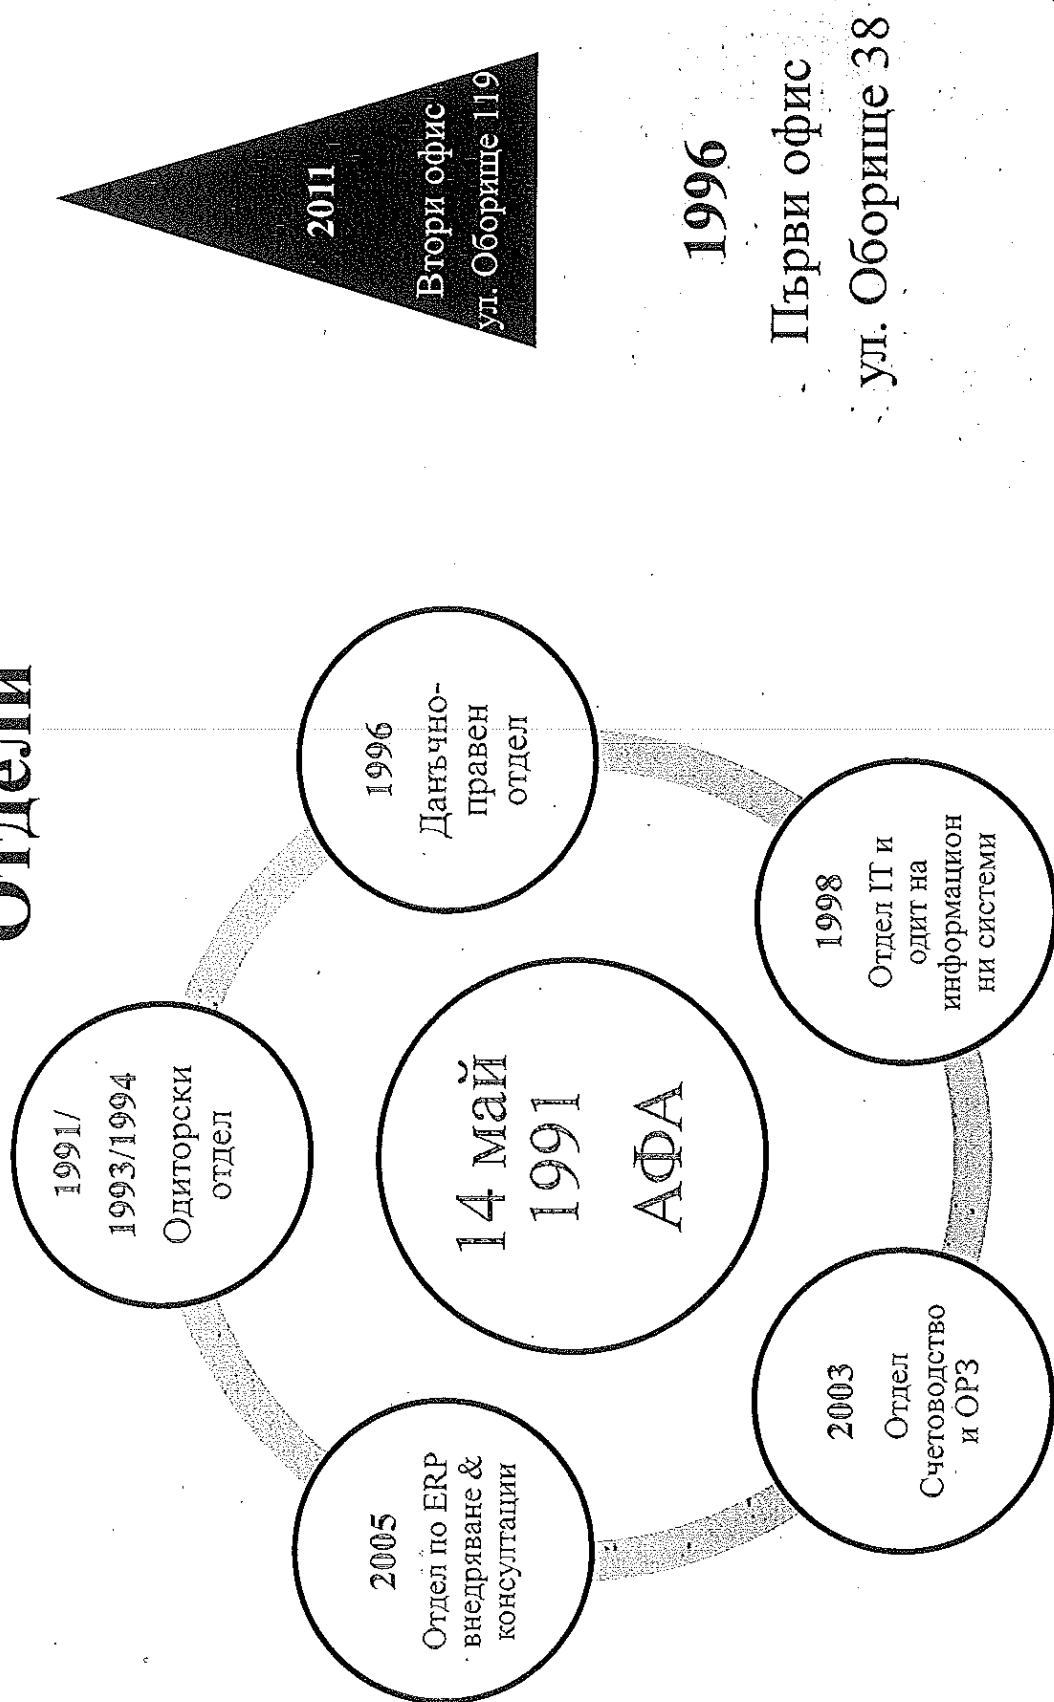 Отдели
1991/
1993/1994
Одиторски
отдел
1996
Данъчно-
правен
отдел
1998
Отдел IT и
одит на
информацион
ни системи
2003
Отдел
Счетоводство
и ОРЗ
2005
Отдел по ERP
внедряване &
консултации
14 май
1991
АФА
2011
Втори офис
ул. Оборище 119
1996
Първи офис
ул. Оборище 38